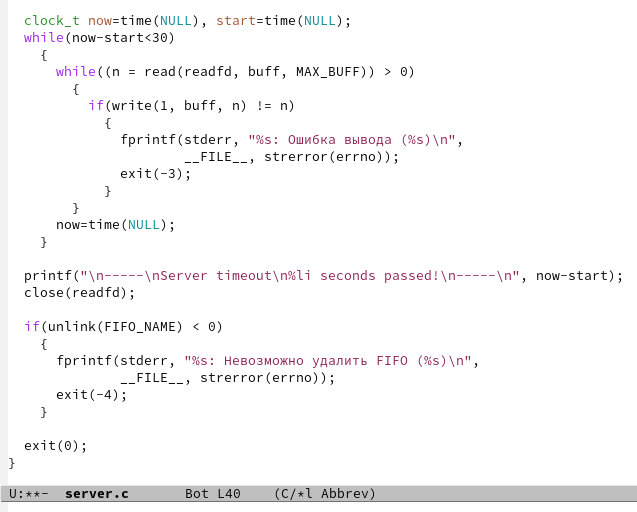 clock_t now=time(NULL), start=time(NULL);
while(now-start<30)
{
while((n = read(readfd, buff, MAX_BUFF)) > 0)
{
if(write(1, buff, n) != n)
{
fprintf(stderr, "%s: Ошибка вывода (%s)\n",
__FILE__, strerror(errno));
exit(-3);
}
}
now=time(NULL);
}
printf("\n-----\nServer timeout\n%li seconds passed!\n-----\n", now-start);
close(readfd);
if(unlink(FIFO_NAME) < 0)
{
fprintf(stderr, "%s: Невозможно удалить FIFO (%s)\n",
__FILE__, strerror(errno));
exit(-4);
}
exit(0);
}
U:**- server.c Bot L40 (C/*l Abbrev)